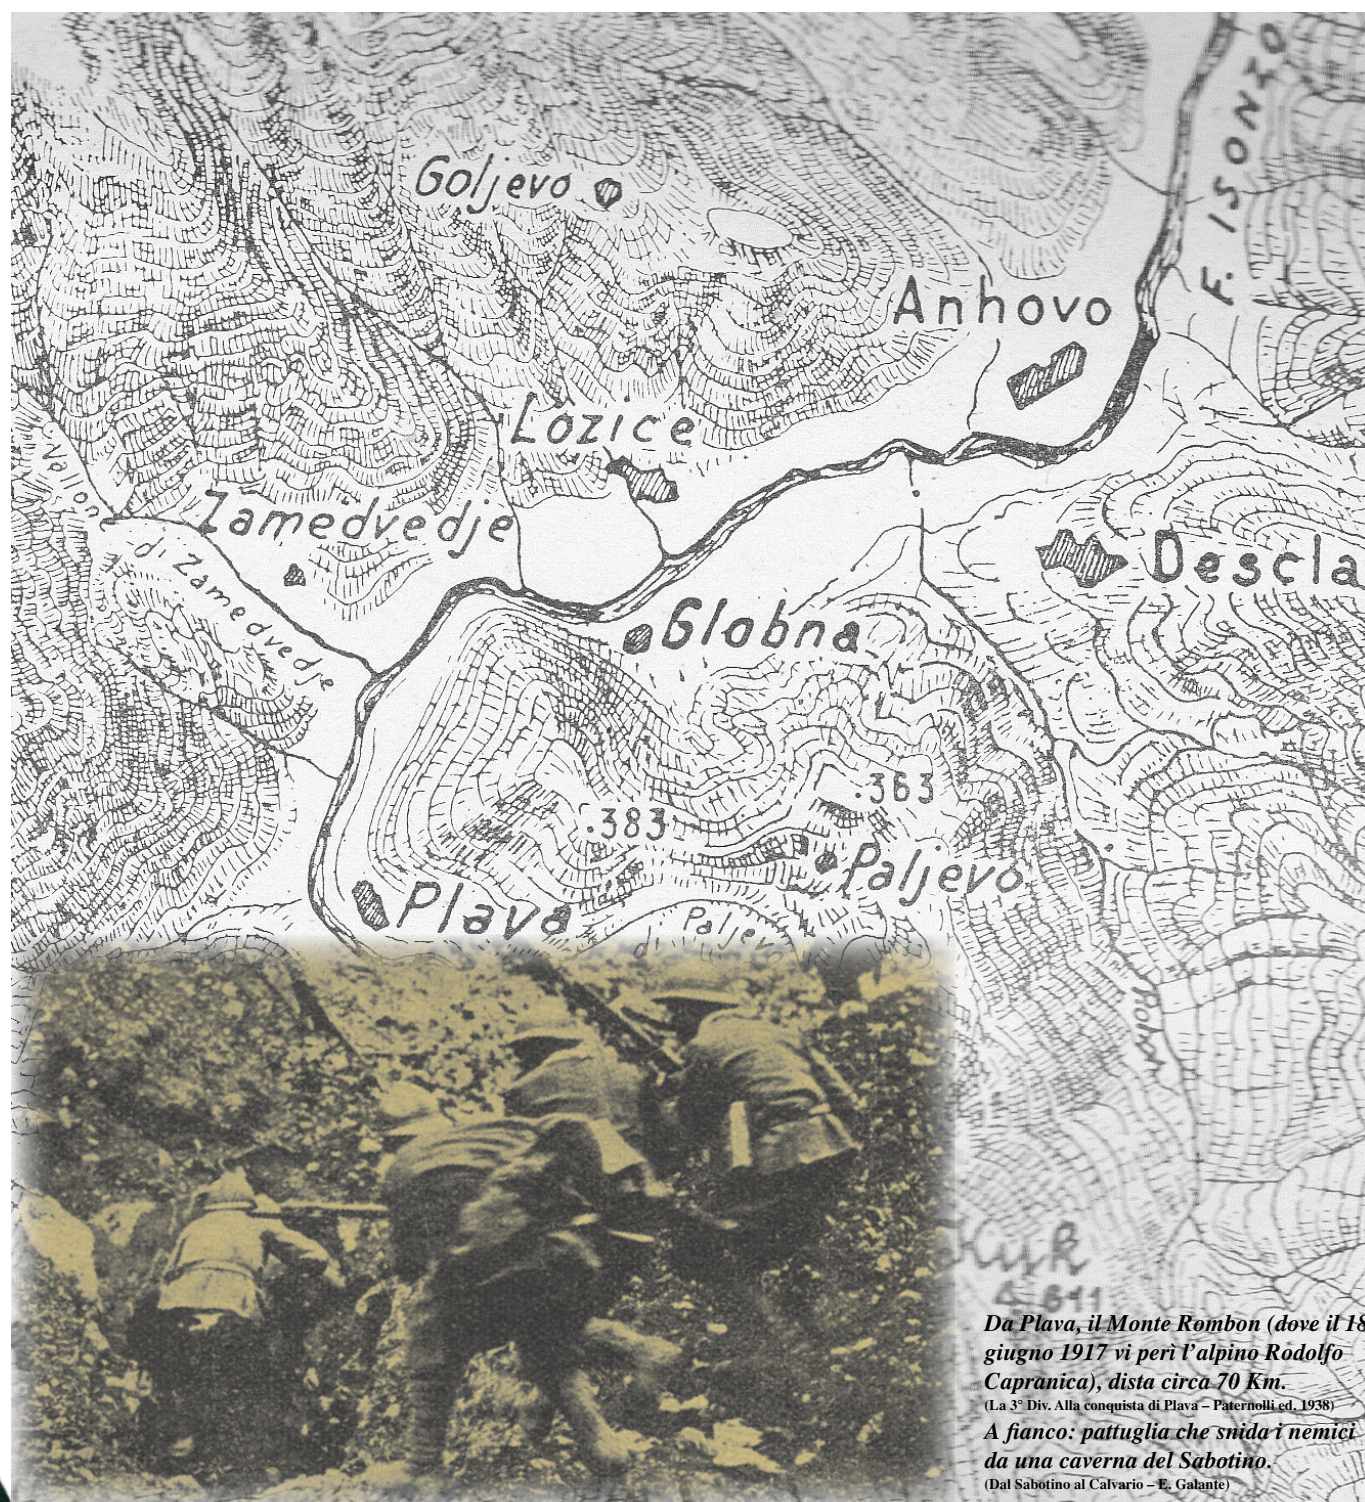 F. ISONZO
Goljevo
Anhovo
Lozice
Zamedvedje
Vallone
di Zamedvedje
Descla
Globna
.363
.383
Paljevo
Plava
Paljevo
di
Rohot
Kuk
611
Da Plava, il Monte Rombon (dove il 18
giugno 1917 vi perì l’alpino Rodolfo
Capranica), dista circa 70 Km.
(La 3° Div. Alla conquista di Plava – Paternolli ed. 1938)
A fianco: pattuglia che snida i nemici
da una caverna del Sabotino.
(Dal Sabotino al Calvario – E. Galante)